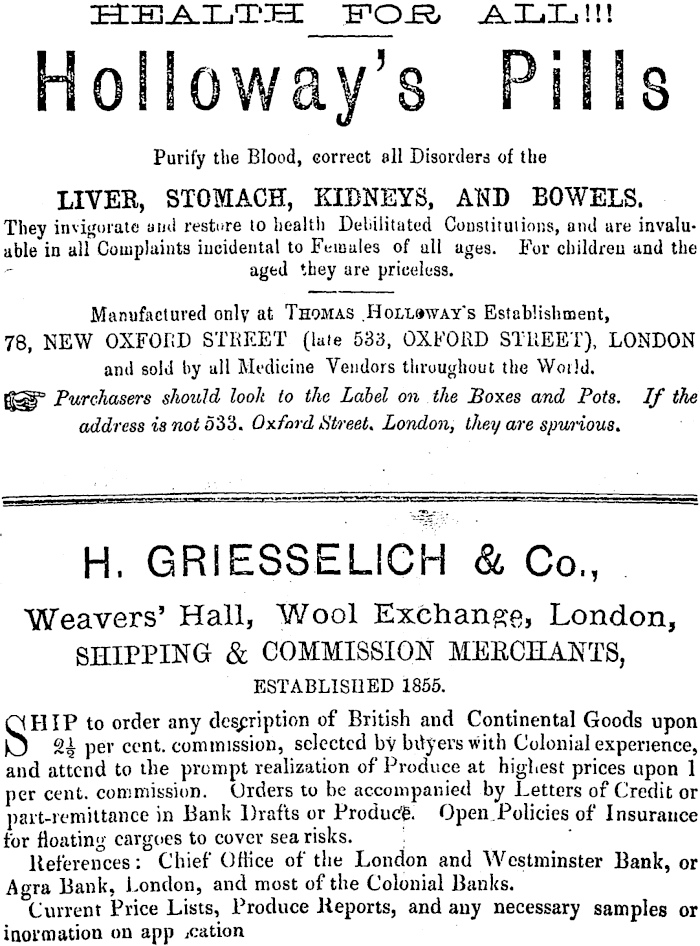 HEALTH FOR ALL!!!
Holloway's Pills
Purify the Blood, correct all Disorders of the
LIVER, STOMACH, KIDNEYS, AND BOWELS.
They invigorate and restore to health Debilitated Constitutions, and are invalu-
able in all Complaints incidental to Females of all ages. For children and the
aged they are priceless.
Manufactured only at THOMAS HOLLOWAY'S Establishment,
78, NEW OXFORD STREET (late 533, OXFORD STREET), LONDON
and sold by all Medicine Vendors throughout the World.
☞ Purchasers should look to the Label on the Boxes and Pots. If the
address is not 533. Oxford Street. London, they are spurious.
H. GRIESSELICH & Co.,
Weavers' Hall, Wool Exchange, London,
SHIPPING & COMMISSION MERCHANTS,
ESTABLISHED 1855.
SHIP to order any description of British and Continental Goods upon
2½ per cent. commission, selected by buyers with Colonial experience,
and attend to the prompt realization of Produce at highest prices upon 1
per cent. commission. Orders to be accompanied by Letters of Credit or
part-remittance in Bank Drafts or Produce. Open Policies of Insurance
for floating cargoes to cover sea risks.
References: Chief Office of the London and Westminster Bank, or
Agra Bank, London, and most of the Colonial Banks.
Current Price Lists, Produce Reports, and any necessary samples or
inormation on app cation